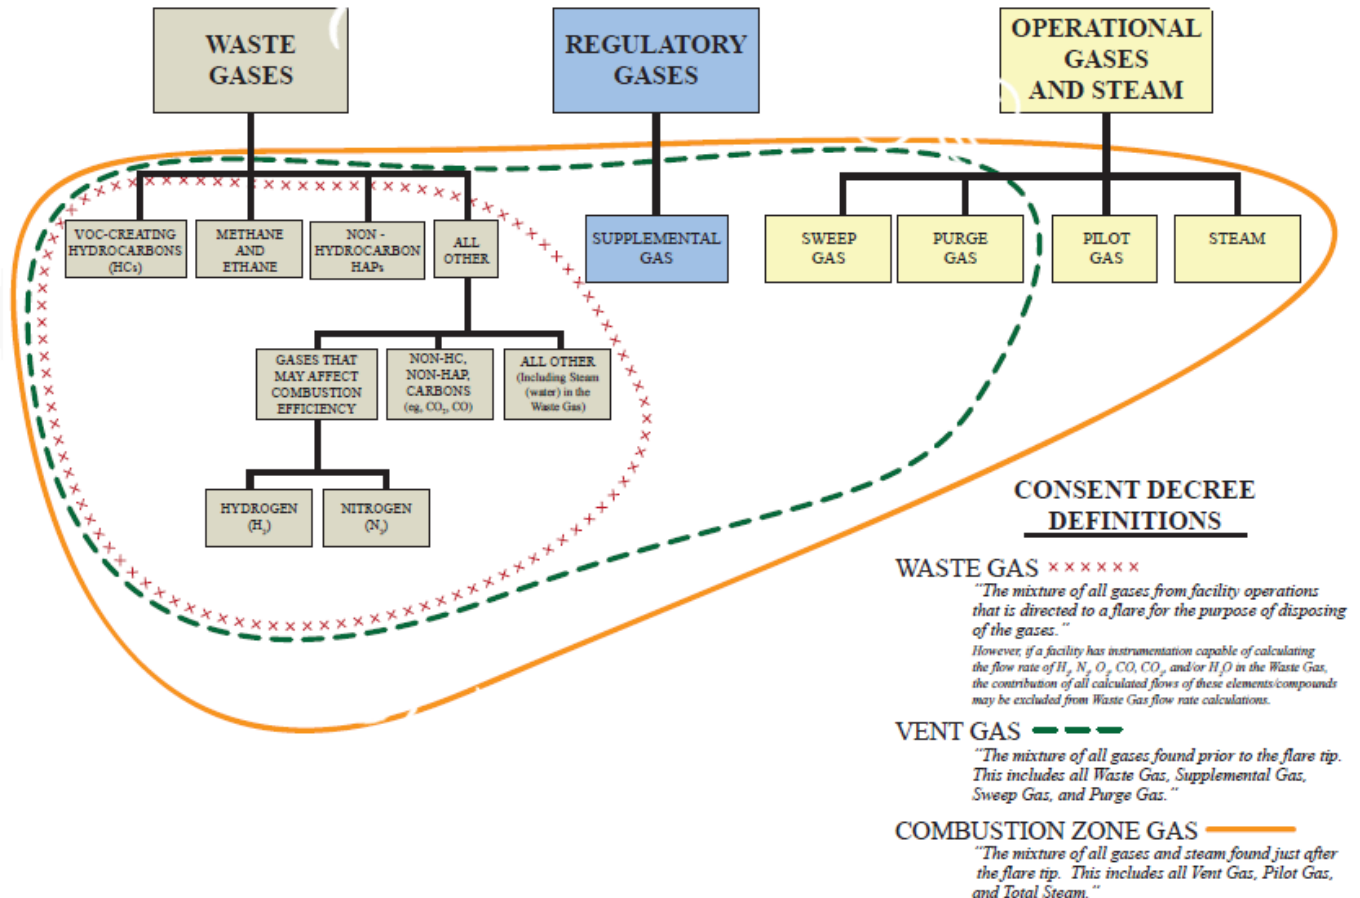 WASTE
GASES
REGULATORY
GASES
OPERATIONAL
GASES
AND STEAM
VOC-CREATING
HYDROCARBONS
(HCs)
METHANE
AND
ETHANE
NON -
HYDROCARBON
HAPs
ALL
OTHER
SUPPLEMENTAL
GAS
SWEEP
GAS
PURGE
GAS
PILOT
GAS
STEAM
GASES THAT
MAY AFFECT
COMBUSTION
EFFICIENCY
NON-HC,
NON-HAP,
CARBONS
(eg, CO₂, CO)
ALL OTHER
(Including Steam
(water) in the
Waste Gas)
HYDROGEN
(H₂)
NITROGEN
(N₂)
CONSENT DECREE
DEFINITIONS
WASTE GAS
"The mixture of all gases from facility operations
that is directed to a flare for the purpose of disposing
of the gases."
However, if a facility has instrumentation capable of calculating
the flow rate of H₂, N₂, O₂, CO, CO₂, and/or H₂O in the Waste Gas,
the contribution of all calculated flows of these elements/compounds
may be excluded from Waste Gas flow rate calculations.
VENT GAS
"The mixture of all gases found prior to the flare tip.
This includes all Waste Gas, Supplemental Gas,
Sweep Gas, and Purge Gas."
COMBUSTION ZONE GAS
"The mixture of all gases and steam found just after
the flare tip. This includes all Vent Gas, Pilot Gas,
and Total Steam."